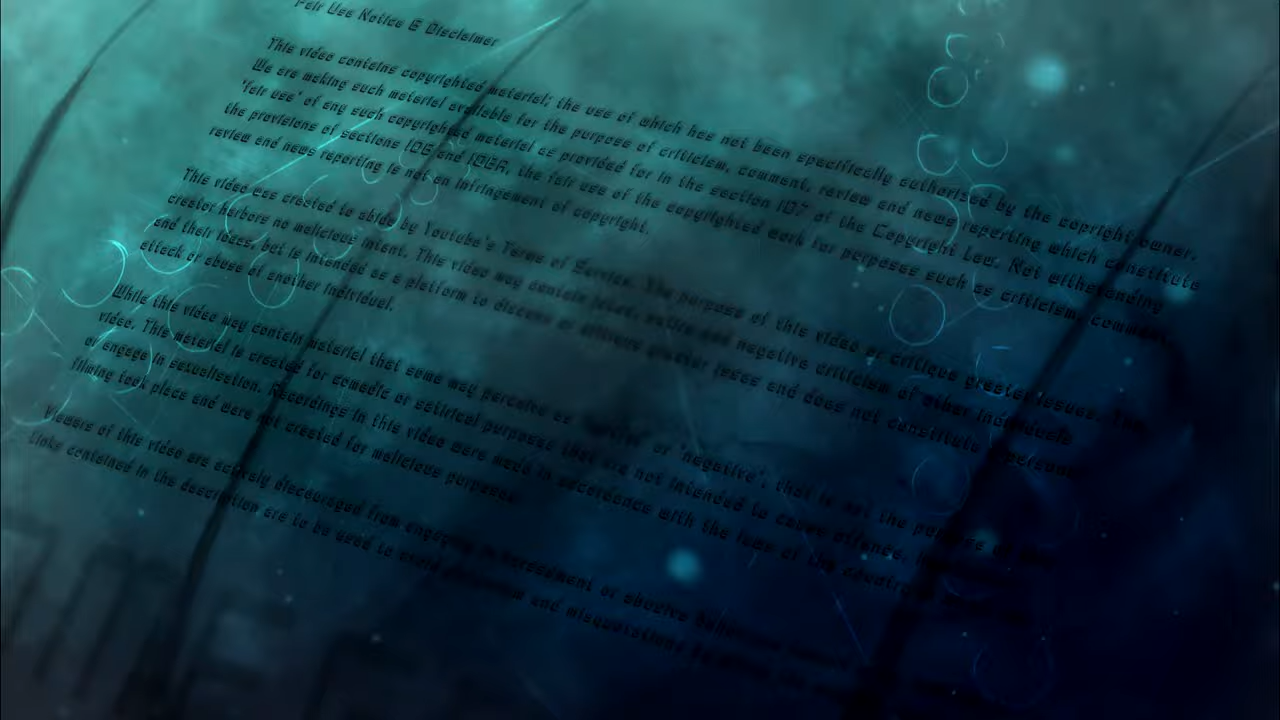 Fair Use Notice & Disclaimer
This video contains copyrighted material; the use of which has not been specifically authorised by the copyright owner.
We are making such material available for the purpose of criticism, comment, review and news reporting which constitute
'fair use' of any such copyrighted material as provided for in the section 107 of the Copyright Law. Not withstanding
the provisions of sections 106 and 106A, the fair use of the copyrighted work for purposes such as criticism, comment,
review and news reporting is not an infringement of copyright.
This video was created to abide by Youtube's Terms of Service. The purpose of this video is critique greater issues. The
creator harbors no malicious intent. This video may contain jokes, satire and negative criticism of other individuals
and their ideas, but is intended as a platform to discuss or critique greater issues and does not constitute a personal
attack or abuse of another individual.
While this video may contain material that some may perceive as or 'negative', that is not the purpose of
video. This material is created for comedic or satirical purposes that are not intended to cause offence,
or engage in sexualisation. Recordings in this video were made in accordance with the laws of the country
filming took place and were not created for malicious purposes.
Viewers of this video are actively discouraged from engaging in harassment or abusive behaviour
Links contained in the description are to be used to avoid and misquotations